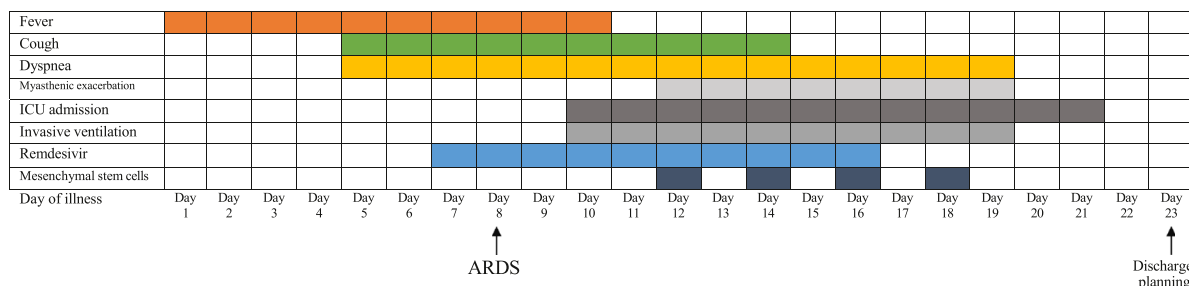 Fever
Cough
Dyspnea
Myasthenic exacerbation
ICU admission
Invasive ventilation
Remdesivir
Mesenchymal stem cells
Day of illness Day Day Day Day Day Day Day Day Day Day Day Day Day Day Day Day Day Day Day Day Day Day Day
1 2 3 4 5 6 7 8 9 10 11 12 13 14 15 16 17 18 19 20 21 22 23
ARDS
Discharge
planning